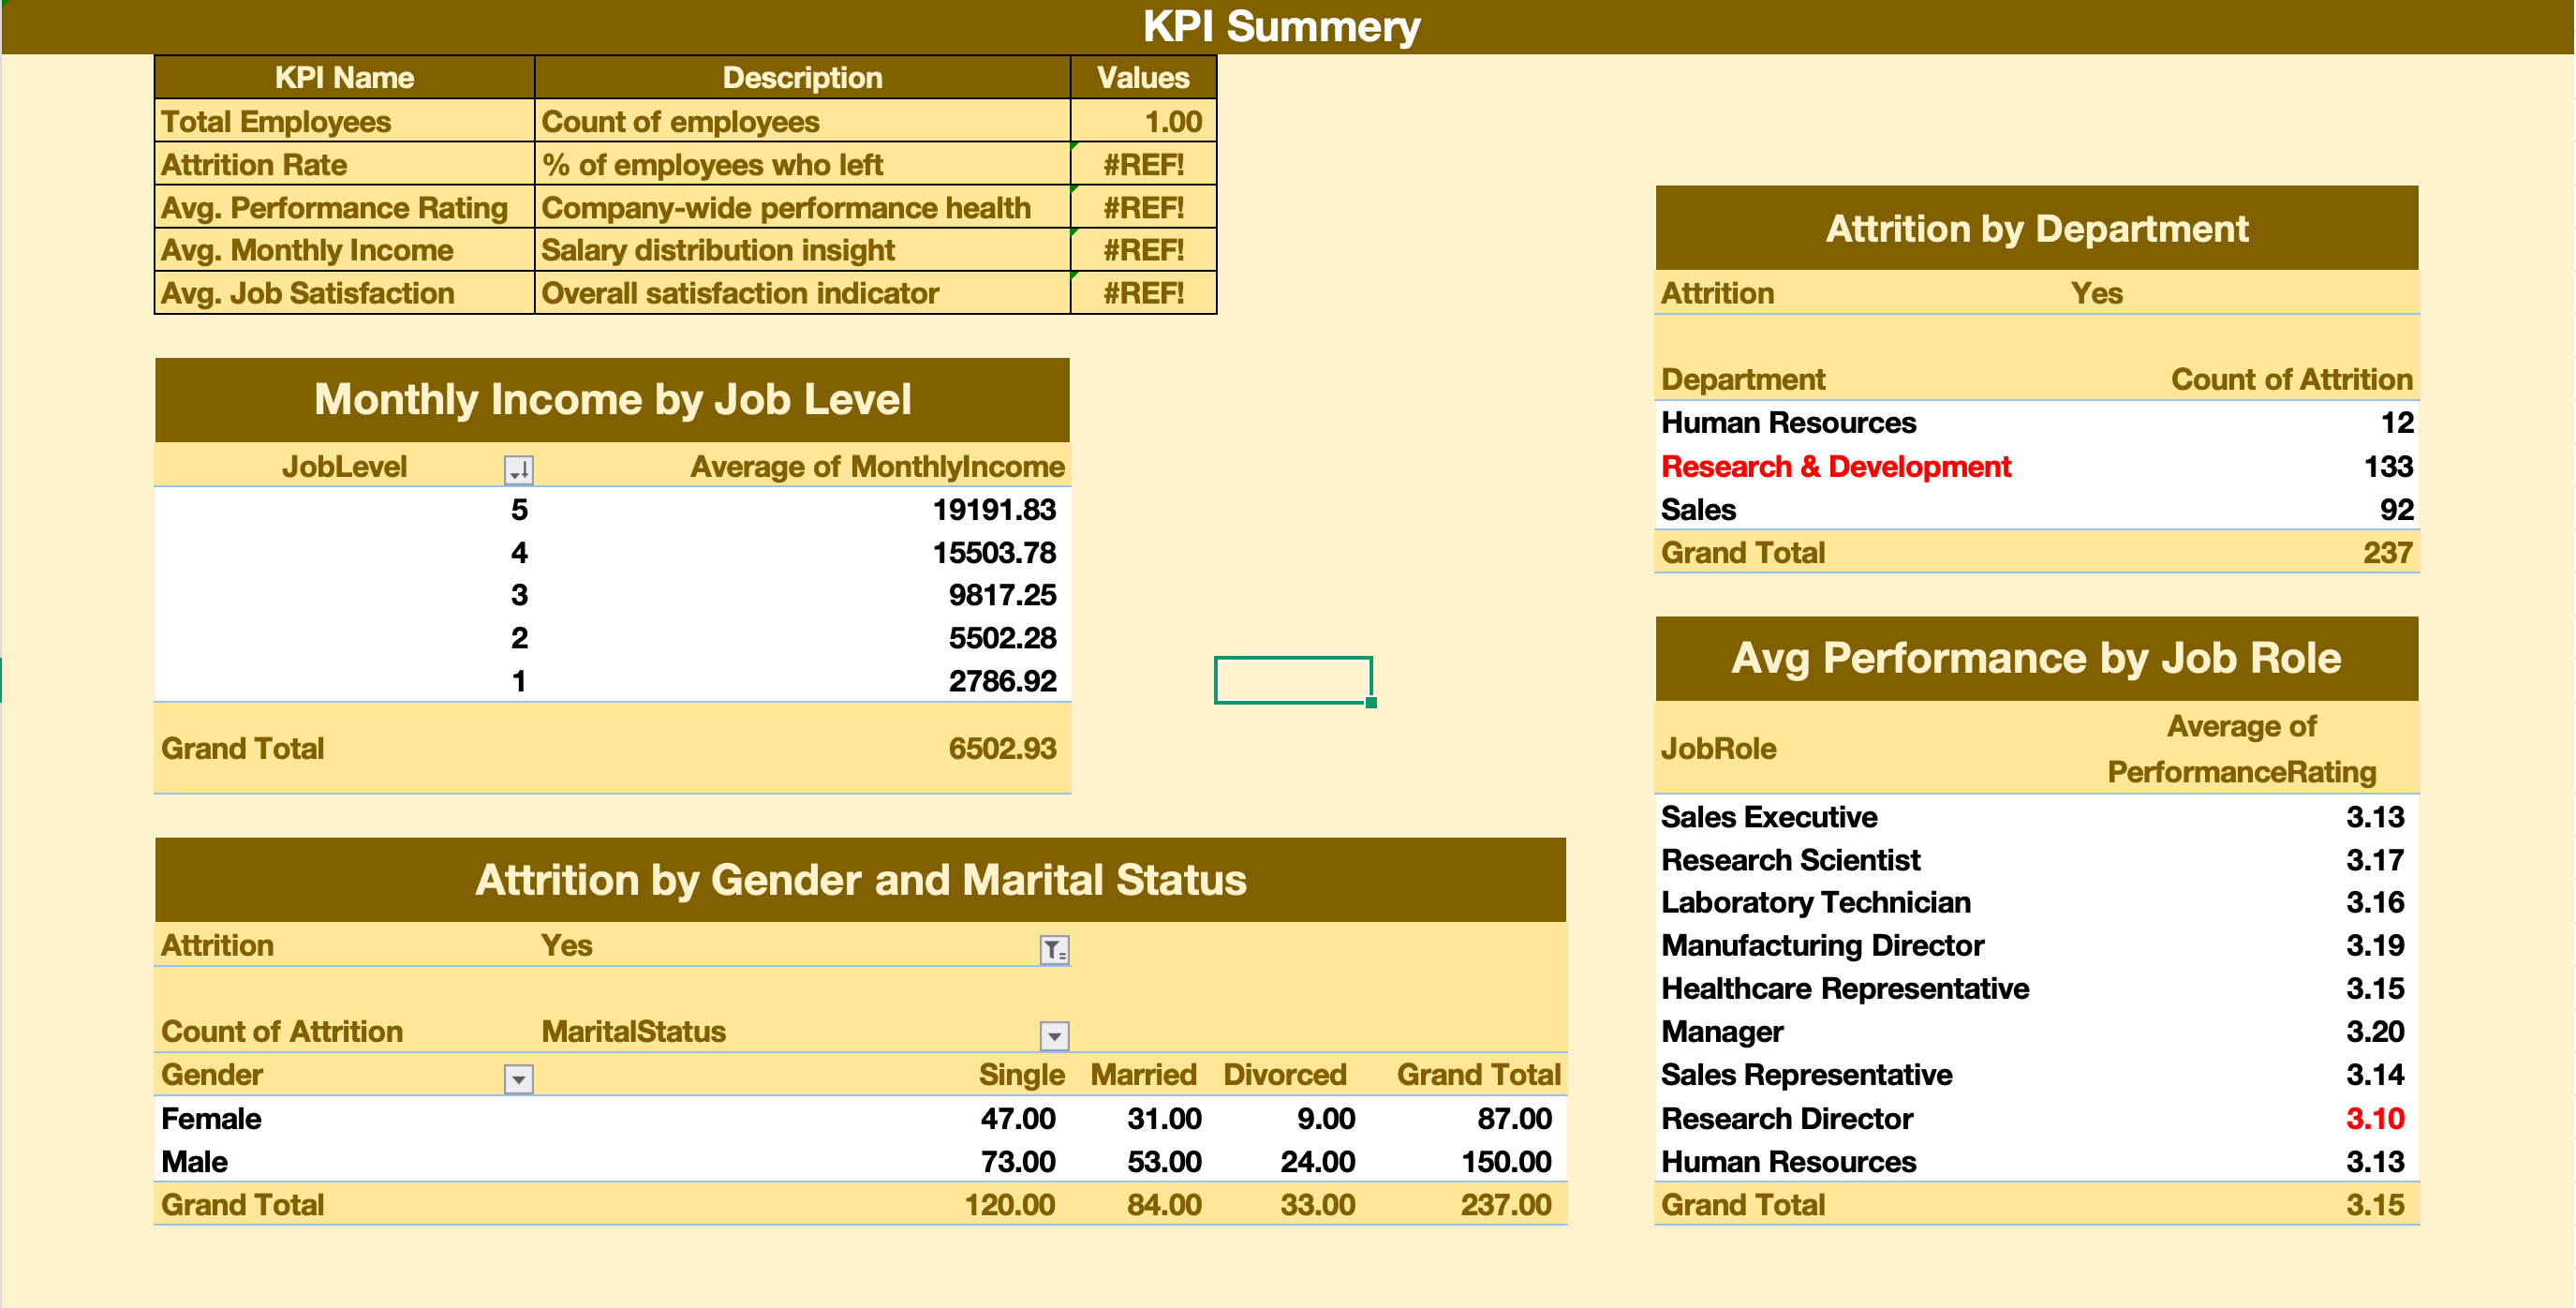 KPI Summery
KPI Name Description Values
Total Employees Count of employees 1.00
Attrition Rate % of employees who left #REF!
Avg. Performance Rating Company-wide performance health #REF!
Avg. Monthly Income Salary distribution insight #REF!
Avg. Job Satisfaction Overall satisfaction indicator #REF!
Monthly Income by Job Level
JobLevel Average of MonthlyIncome
5 19191.83
4 15503.78
3 9817.25
2 5502.28
1 2786.92
Grand Total 6502.93
Attrition by Gender and Marital Status
Attrition Yes
Count of Attrition MaritalStatus
Gender Single Married Divorced Grand Total
Female 47.00 31.00 9.00 87.00
Male 73.00 53.00 24.00 150.00
Grand Total 120.00 84.00 33.00 237.00
Attrition by Department
Attrition Yes
Department Count of Attrition
Human Resources 12
Research & Development 133
Sales 92
Grand Total 237
Avg Performance by Job Role
JobRole Average of
PerformanceRating
Sales Executive 3.13
Research Scientist 3.17
Laboratory Technician 3.16
Manufacturing Director 3.19
Healthcare Representative 3.15
Manager 3.20
Sales Representative 3.14
Research Director 3.10
Human Resources 3.13
Grand Total 3.15